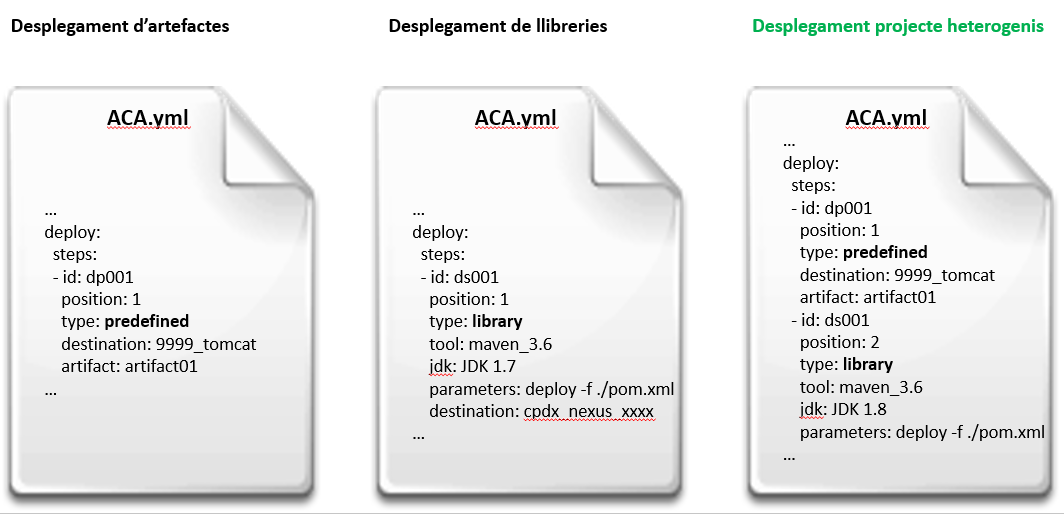 Desplegament d'artefactes
ACA.yml
...
deploy:
steps:
- id: dp001
position: 1
type: predefined
destination: 9999_tomcat
artifact: artifact01
...
Desplegament de llibreries
ACA.yml
...
deploy:
steps:
- id: ds001
position: 1
type: library
tool: maven_3.6
jdk: JDK 1.7
parameters: deploy -f ./pom.xml
destination: cpdx_nexus_xxxx
...
Desplegament projecte heterogenis
ACA.yml
...
deploy:
steps:
- id: dp001
position: 1
type: predefined
destination: 9999_tomcat
artifact: artifact01
- id: ds001
position: 2
type: library
tool: maven_3.6
jdk: JDK 1.8
parameters: deploy -f ./pom.xml
...